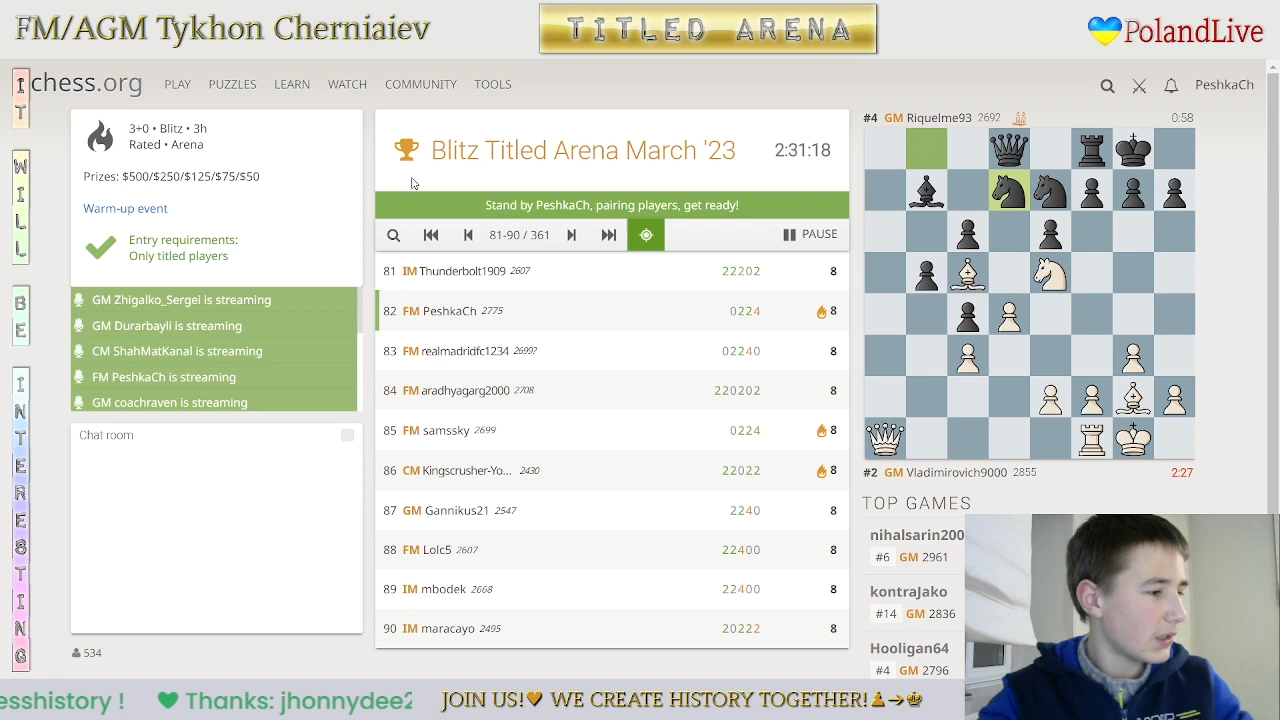 FM/AGM Tykhon Cherniaiev
TITLED ARENA
PolandLive
IT WILL BE INTERESTING
chess.org
PLAY PUZZLES LEARN WATCH COMMUNITY TOOLS
PeshkaCh
3+0 • Blitz • 3h
Rated • Arena
Prizes: $500/$250/$125/$75/$50
Warm-up event
Entry requirements:
Only titled players
GM Zhigalko_Sergei is streaming
GM Durarbayli is streaming
CM ShahMatKanal is streaming
FM PeshkaCh is streaming
GM coachraven is streaming
Chat room
534
Blitz Titled Arena March '23 2:31:18
Stand by PeshkaCh, pairing players, get ready!
81-90 / 361 PAUSE
81 IM Thunderbolt1909 2607 22202 8
82 FM PeshkaCh 2775 0224 8
83 FM realmadridfc1234 2699? 02240 8
84 FM aradhyagarg2000 2708 220202 8
85 FM samssky 2699 0224 8
86 CM Kingscrusher-Yo... 2430 22022 8
87 GM Gannikus21 2547 2240 8
88 FM Lolc5 2607 22400 8
89 IM mbodek 2668 22400 8
90 IM maracayo 2495 20222 8
#4 GM Riquelme93 2692 0:58
#2 GM Vladimirovich9000 2855 2:27
TOP GAMES
nihalsarin200
#6 GM 2961
kontraJako
#14 GM 2836
Hooligan64
#4 GM 2796
esshistory ! Thanks: jhonnydee2
JOIN US! WE CREATE HISTORY TOGETHER!